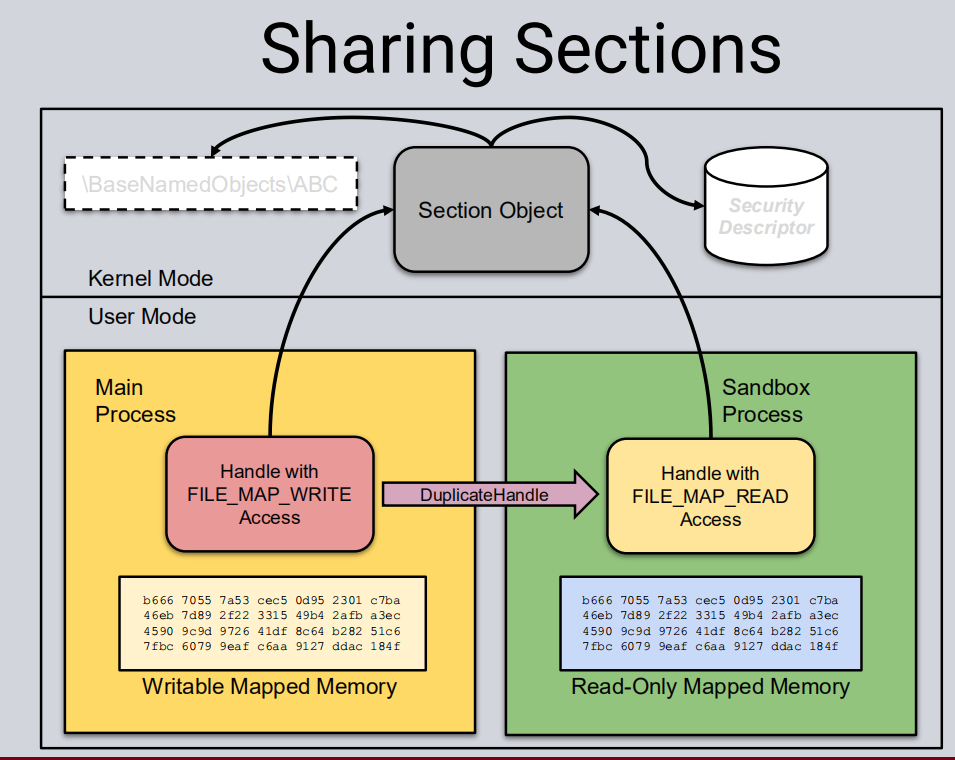 Sharing Sections
\BaseNamedObjects\ABC
Section Object
Security
Descriptor
Kernel Mode
User Mode
Main
Process
Handle with
FILE_MAP_WRITE
Access
DuplicateHandle
Sandbox
Process
Handle with
FILE_MAP_READ
Access
b666 7055 7a53 cec5 0d95 2301 c7ba
46eb 7d89 2f22 3315 49b4 2afb a3ec
4590 9c9d 9726 41df 8c64 b282 51c6
7fbc 6079 9eaf c6aa 9127 ddac 184f
Writable Mapped Memory
b666 7055 7a53 cec5 0d95 2301 c7ba
46eb 7d89 2f22 3315 49b4 2afb a3ec
4590 9c9d 9726 41df 8c64 b282 51c6
7fbc 6079 9eaf c6aa 9127 ddac 184f
Read-Only Mapped Memory